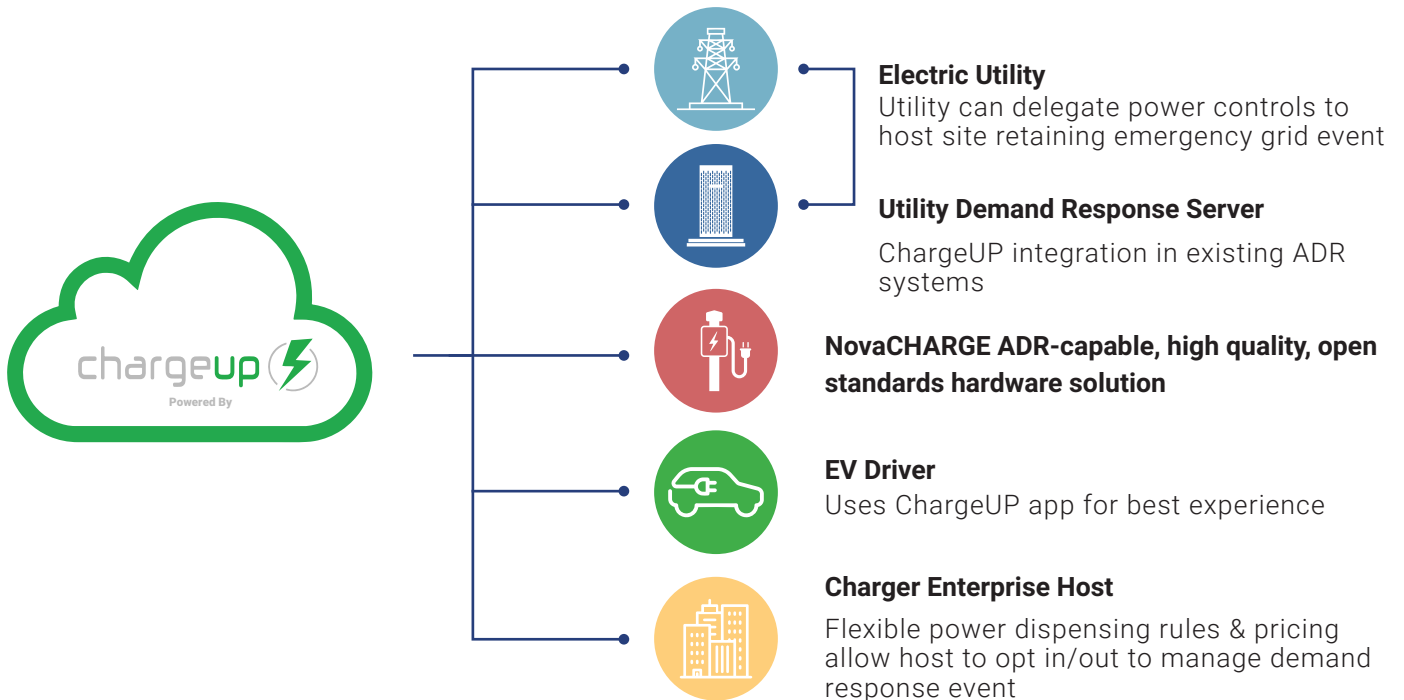 chargeup
Powered By
Electric Utility
Utility can delegate power controls to
host site retaining emergency grid event
Utility Demand Response Server
ChargeUP integration in existing ADR
systems
NovaCHARGE ADR-capable, high quality, open
standards hardware solution
EV Driver
Uses ChargeUP app for best experience
Charger Enterprise Host
Flexible power dispensing rules & pricing
allow host to opt in/out to manage demand
response event